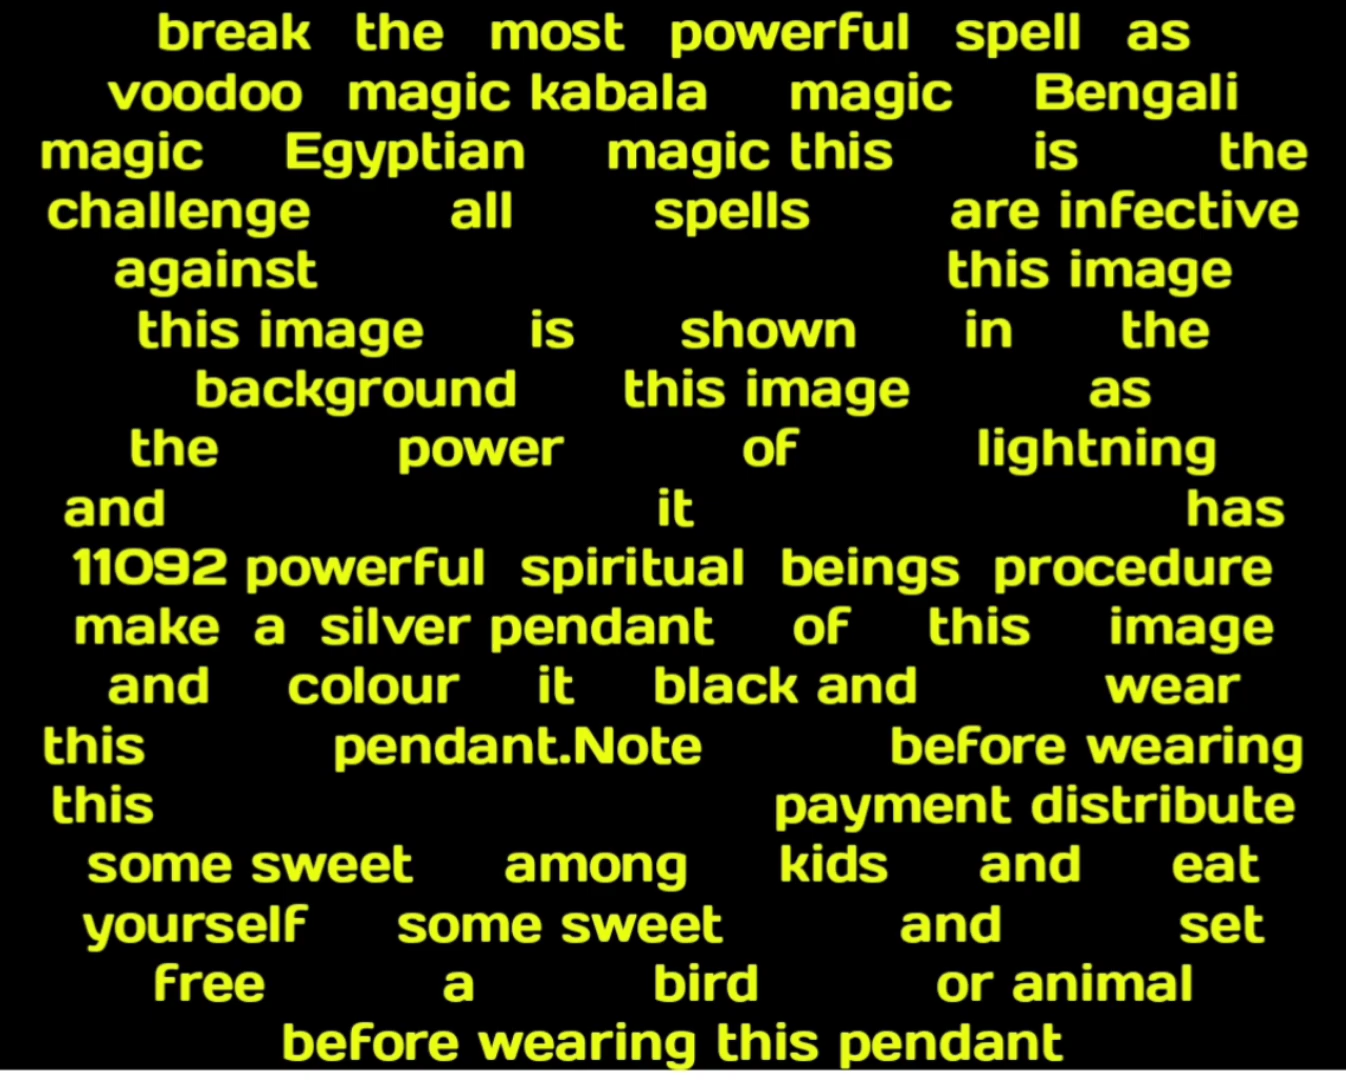 break the most powerful spell as
voodoo magic kabala magic Bengali
magic Egyptian magic this is the
challenge all spells are infective
against this image
this image is shown in the
background this image as
the power of lightning
and it has
11092 powerful spiritual beings procedure
make a silver pendant of this image
and colour it black and wear
this pendant.Note before wearing
this payment distribute
some sweet among kids and eat
yourself some sweet and set
free a bird or animal
before wearing this pendant